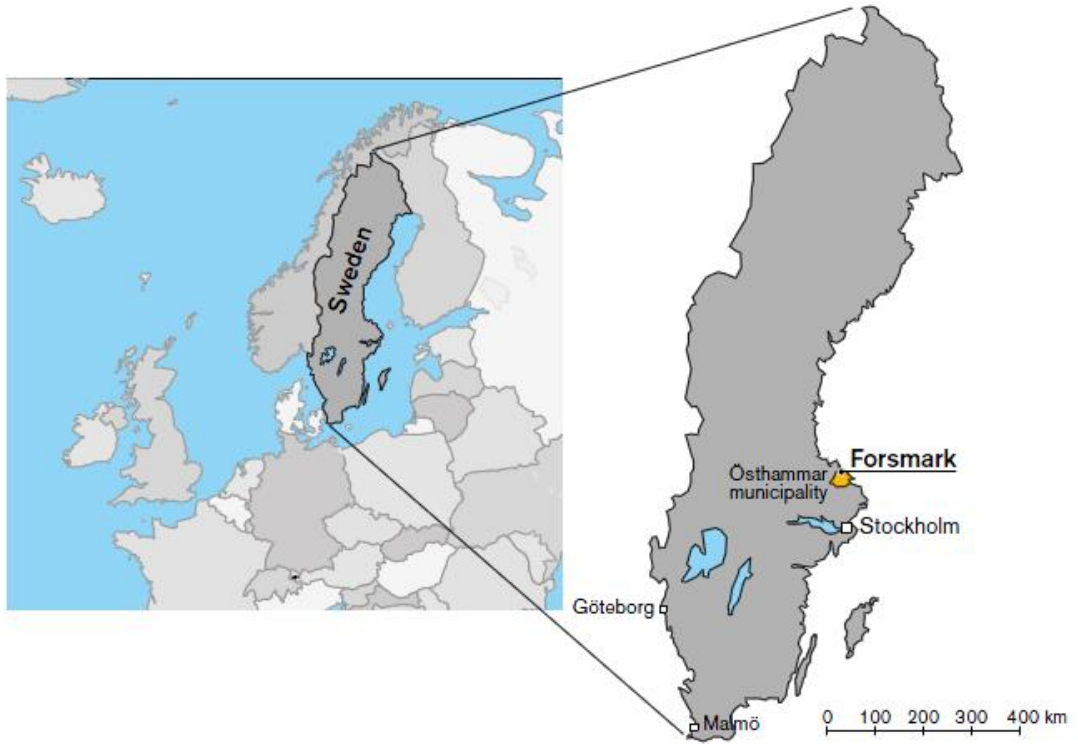 Sweden
Forsmark
Östhammar
municipality
Stockholm
Göteborg
Malmö
0 100 200 300 400 km